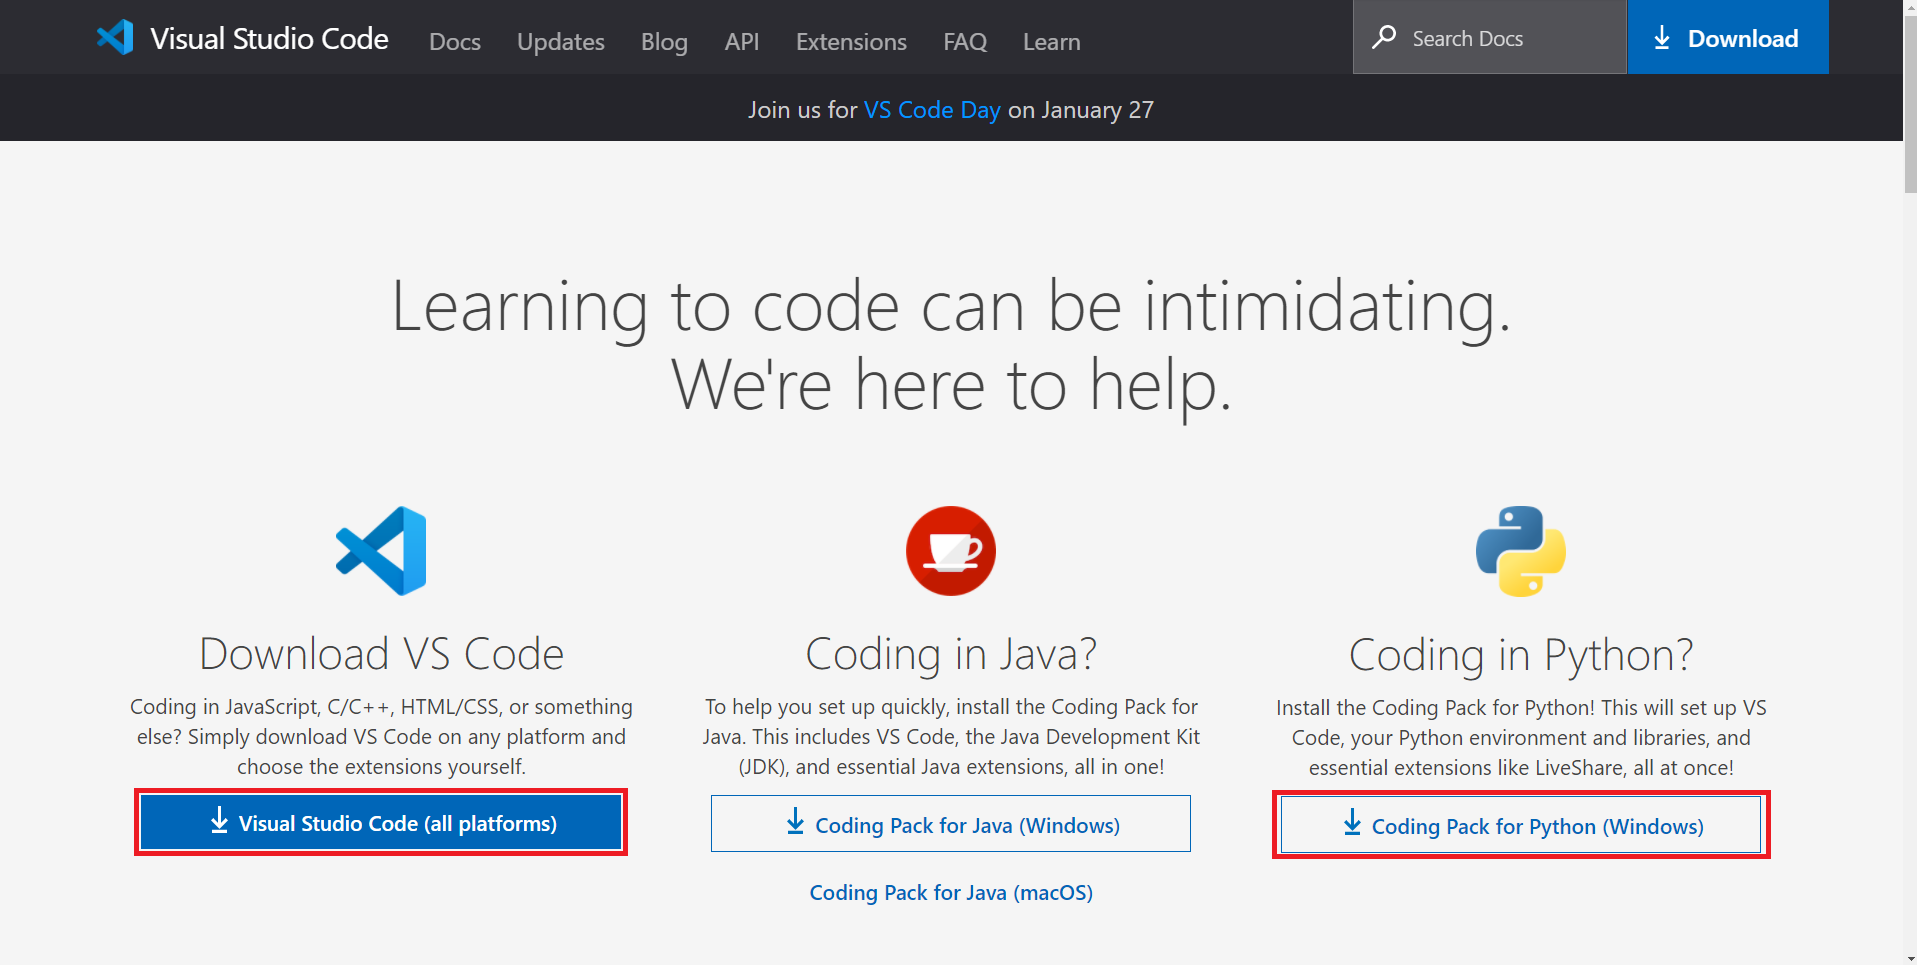 Visual Studio Code Docs Updates Blog API Extensions FAQ Learn Search Docs Download
Join us for VS Code Day on January 27
Learning to code can be intimidating.
We're here to help.
Download VS Code
Coding in JavaScript, C/C++, HTML/CSS, or something
else? Simply download VS Code on any platform and
choose the extensions yourself.
Visual Studio Code (all platforms)
Coding in Java?
To help you set up quickly, install the Coding Pack for
Java. This includes VS Code, the Java Development Kit
(JDK), and essential Java extensions, all in one!
Coding Pack for Java (Windows)
Coding Pack for Java (macOS)
Coding in Python?
Install the Coding Pack for Python! This will set up VS
Code, your Python environment and libraries, and
essential extensions like LiveShare, all at once!
Coding Pack for Python (Windows)